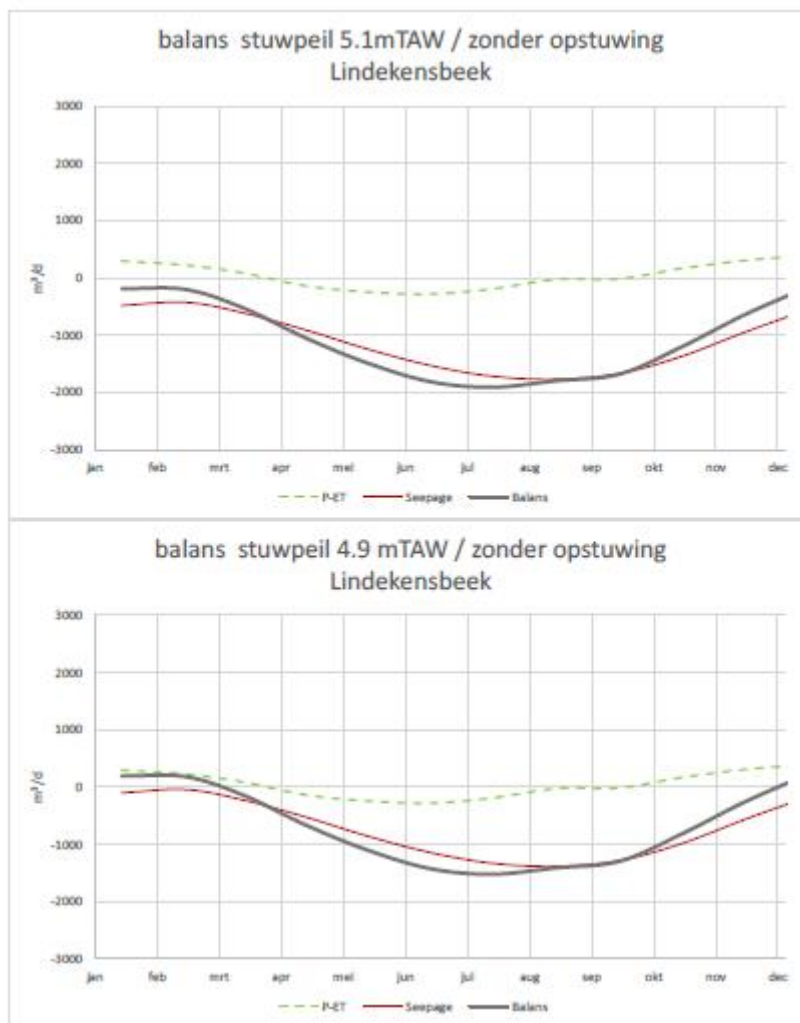 balans stuwpeil 5.1mTAW / zonder opstuwing
Lindekensbeek
3000
2000
1000
0
-1000
-2000
-3000
m³/d
jan feb mrt apr mei jun jul aug sep okt nov dec
P-ET Seepage Balans
balans stuwpeil 4.9 mTAW / zonder opstuwing
Lindekensbeek
3000
2000
1000
0
-1000
-2000
-3000
m³/d
jan feb mrt apr mei jun jul aug sep okt nov dec
P-ET Seepage Balans